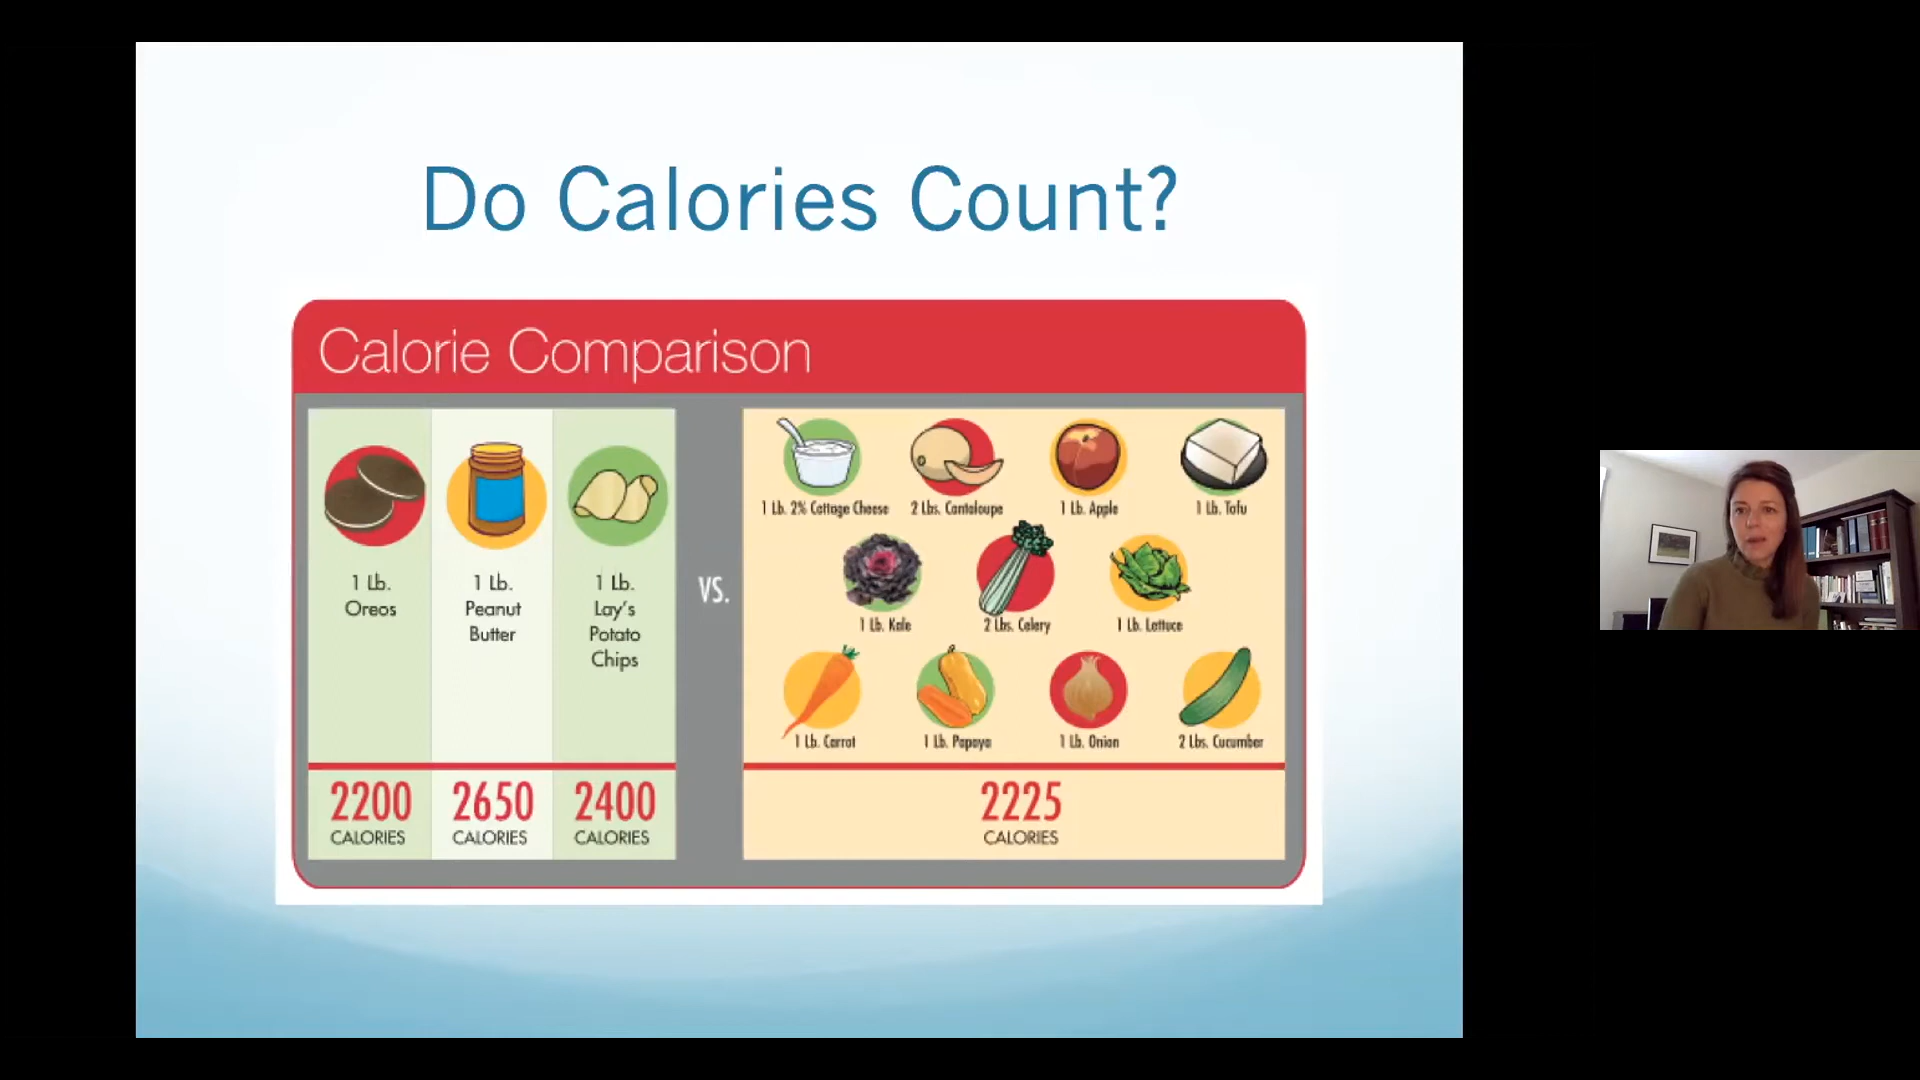 Do Calories Count?
Calorie Comparison
1 Lb.
Oreos
1 Lb.
Peanut
Butter
1 Lb.
Lay's
Potato
Chips
VS.
1 Lb. 2% Cottage Cheese
2 Lbs. Cantaloupe
1 Lb. Apple
1 Lb. Tofu
1 Lb. Kale
2 Lbs. Celery
1 Lb. Lettuce
1 Lb. Carrot
1 Lb. Papaya
1 Lb. Onion
2 Lbs. Cucumber
2200
CALORIES
2650
CALORIES
2400
CALORIES
2225
CALORIES